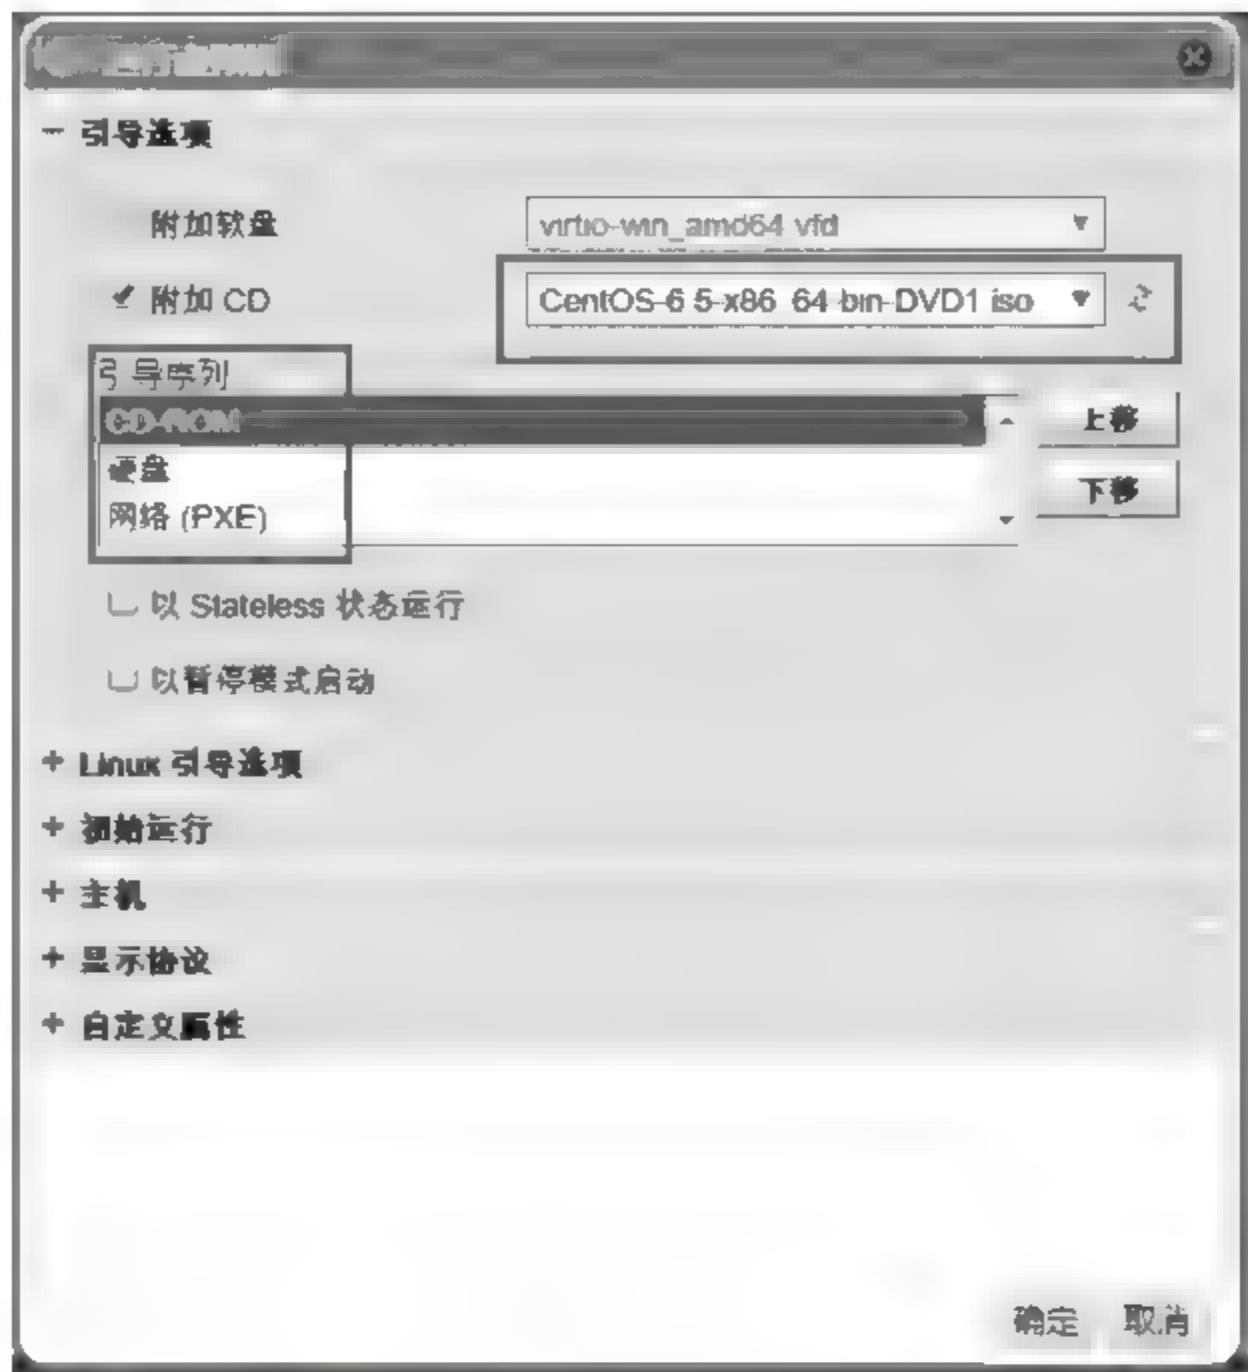 − 引导选项
附加软盘 virtio-win_amd64 vfd
附加 CD CentOS-6 5-x86 64-bin-DVD1 iso
引导序列
CD-ROM 上移
硬盘
下移
网络 (PXE)
以 Stateless 状态运行
以暂停模式启动
+ Linux 引导选项
+ 初始运行
+ 主机
+ 显示协议
+ 自定义属性
确定 取消